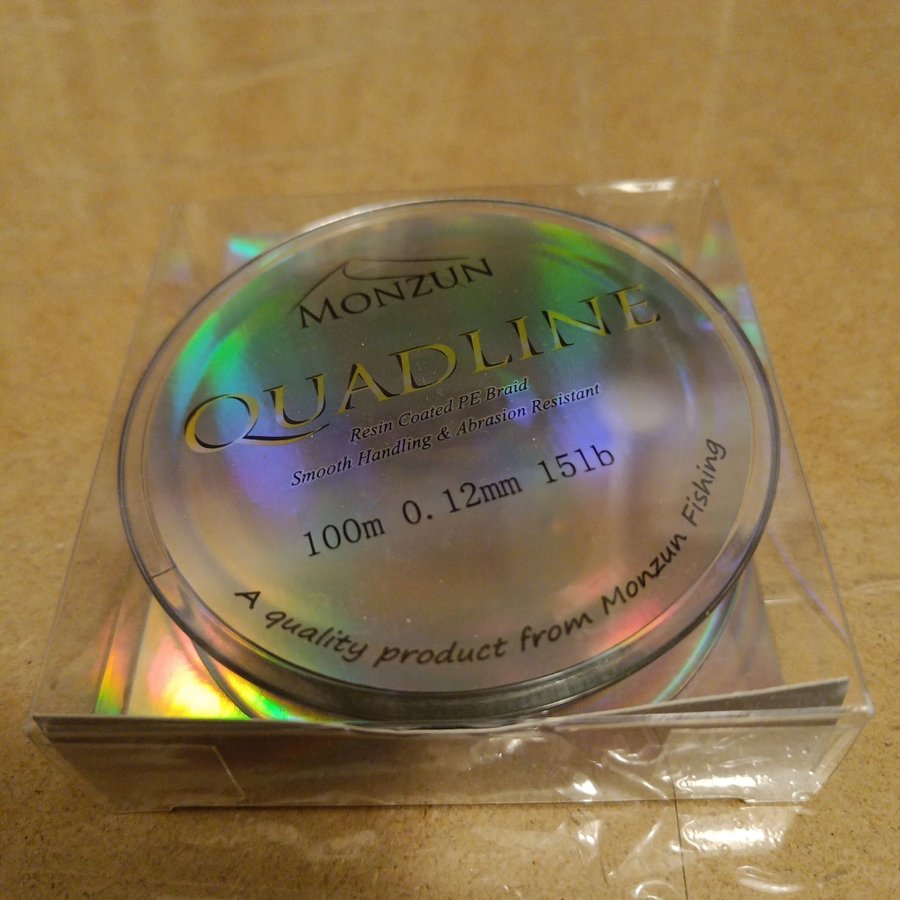 MONZUN
QUADLINE
Resin Coated PE Braid
Smooth Handling & Abrasion Resistant
100m 0.12mm 15lb
A quality product from Monzun Fishing